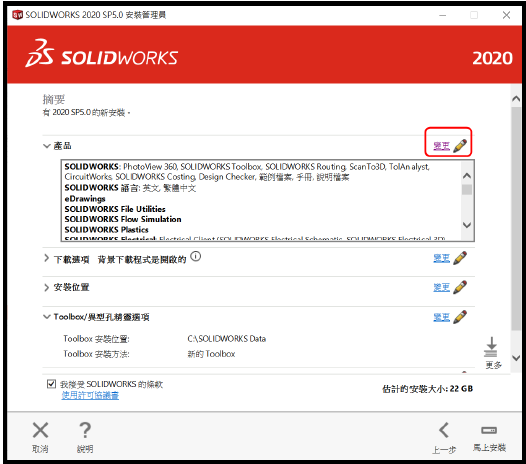 SOLIDWORKS 2020 SP5.0 安裝管理員
SOLIDWORKS
2020
摘要
有 2020 SP5.0 的新安裝。
產品
變更
SOLIDWORKS: PhotoView 360, SOLIDWORKS Toolbox, SOLIDWORKS Routing, ScanTo3D, TolAnalyst,
CircuitWorks, SOLIDWORKS Costing, Design Checker, 範例檔案, 手冊, 說明檔案
SOLIDWORKS 語言: 英文, 繁體中文
eDrawings
SOLIDWORKS File Utilities
SOLIDWORKS Flow Simulation
SOLIDWORKS Plastics
SOLIDWORKS Electrical: Electrical Client (SOLIDWORKS Electrical Schematic, SOLIDWORKS Electrical 3D)
下載選項 背景下載程式是開啟的
變更
安裝位置
變更
Toolbox/異型孔精靈選項
變更
Toolbox 安裝位置: C:\SOLIDWORKS Data
Toolbox 安裝方法: 新的 Toolbox
更多
我接受 SOLIDWORKS 的條款
使用許可協議書
估計的安裝大小: 22 GB
取消
說明
上一步
馬上安裝